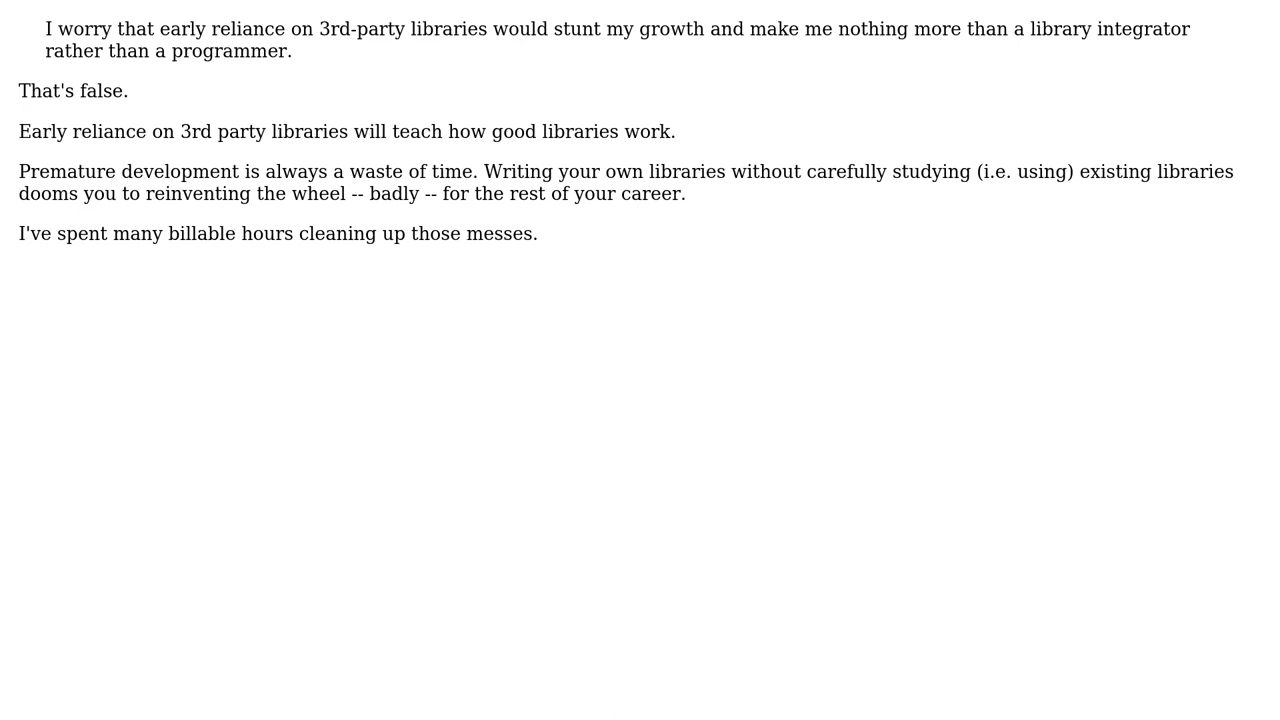 I worry that early reliance on 3rd-party libraries would stunt my growth and make me nothing more than a library integrator
rather than a programmer.
That's false.
Early reliance on 3rd party libraries will teach how good libraries work.
Premature development is always a waste of time. Writing your own libraries without carefully studying (i.e. using) existing libraries
dooms you to reinventing the wheel -- badly -- for the rest of your career.
I've spent many billable hours cleaning up those messes.